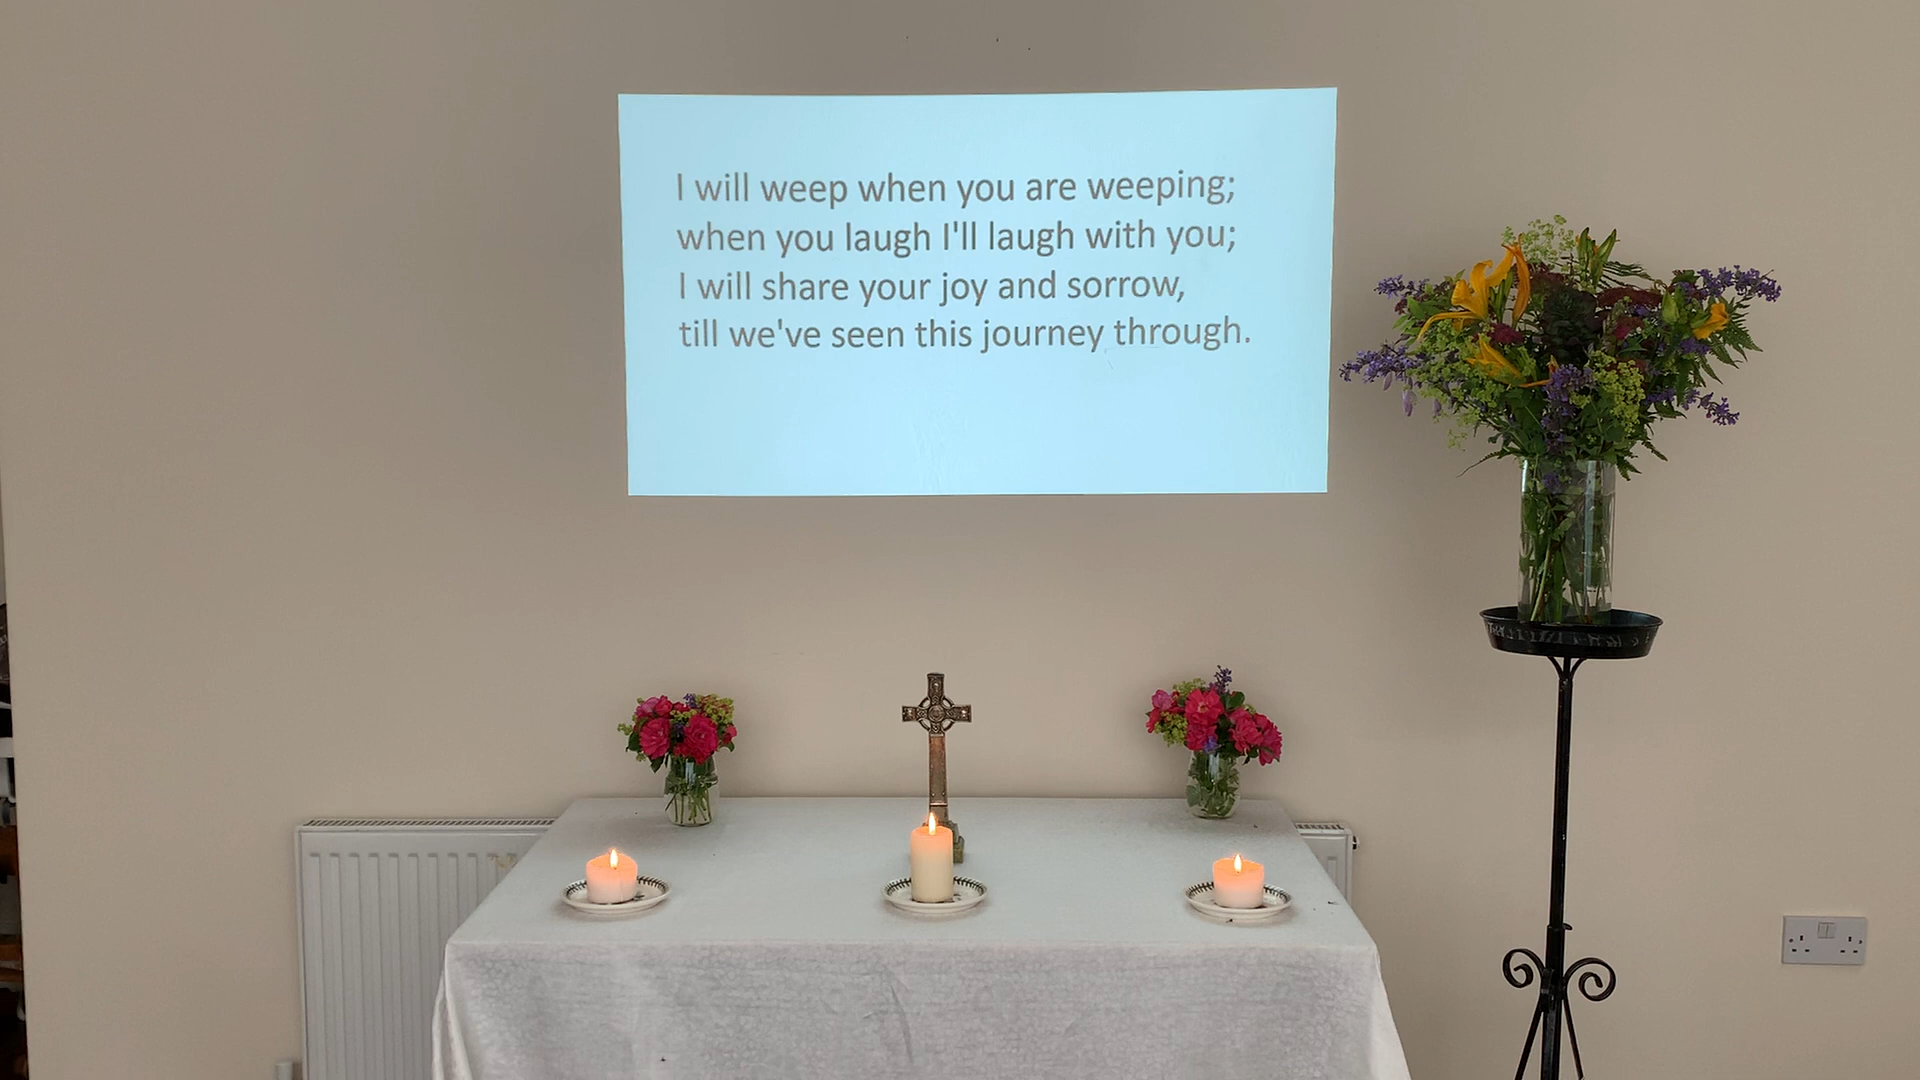 I will weep when you are weeping;
when you laugh I'll laugh with you;
I will share your joy and sorrow,
till we've seen this journey through.